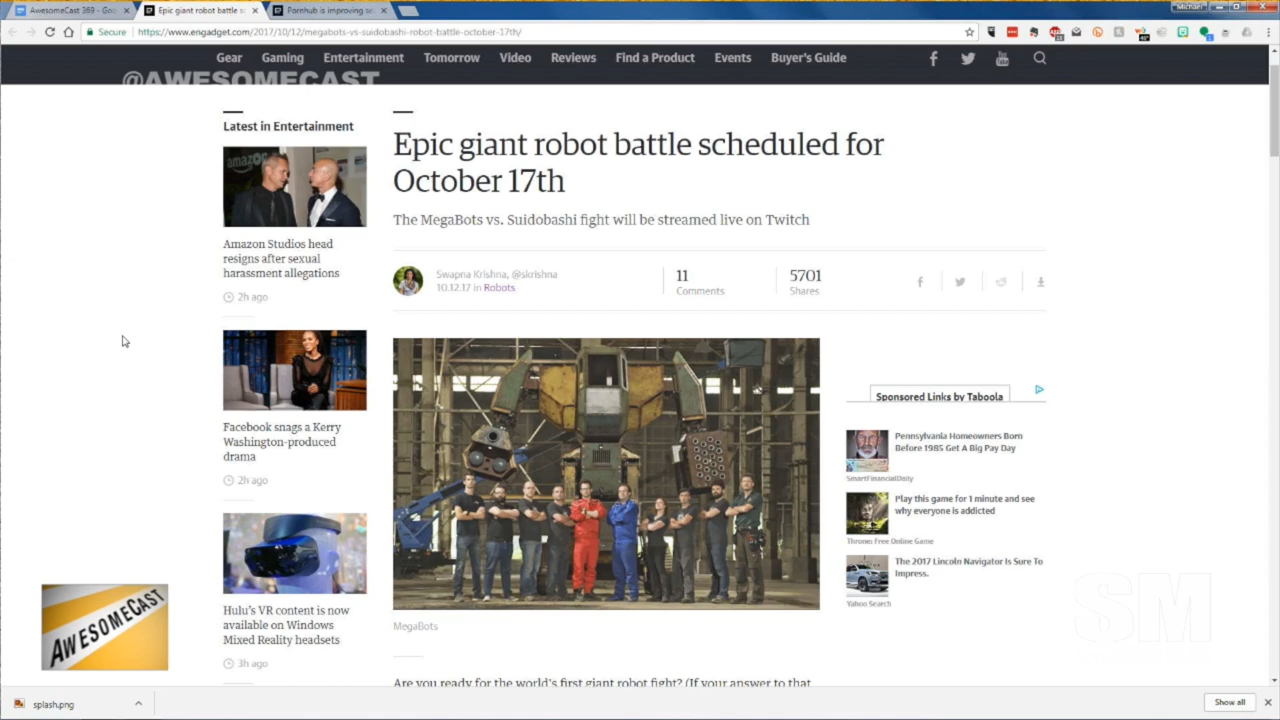 AwesomeCast 369 - Goo
Epic giant robot battle s
Pornhub is improving se
Michael
Secure
https://www.engadget.com/2017/10/12/megabots-vs-suidobashi-robot-battle-october-17th/
Gear Gaming Entertainment Tomorrow Video Reviews Find a Product Events Buyer's Guide
@AWESOMECAST
Latest in Entertainment
amazon
Amazon Studios head
resigns after sexual
harassment allegations
2h ago
Facebook snags a Kerry
Washington-produced
drama
2h ago
Hulu's VR content is now
available on Windows
Mixed Reality headsets
3h ago
Epic giant robot battle scheduled for
October 17th
The MegaBots vs. Suidobashi fight will be streamed live on Twitch
Swapna Krishna, @skrishna
10.12.17 in Robots
11
Comments
5701
Shares
MegaBots
Are you ready for the world's first giant robot fight? (If your answer to that
Sponsored Links by Taboola
Pennsylvania Homeowners Born
Before 1985 Get A Big Pay Day
SmartFinancialDaily
Play this game for 1 minute and see
why everyone is addicted
Throne: Free Online Game
The 2017 Lincoln Navigator Is Sure To
Impress.
Yahoo Search
AWESOMECAST
SM
splash.png
Show all